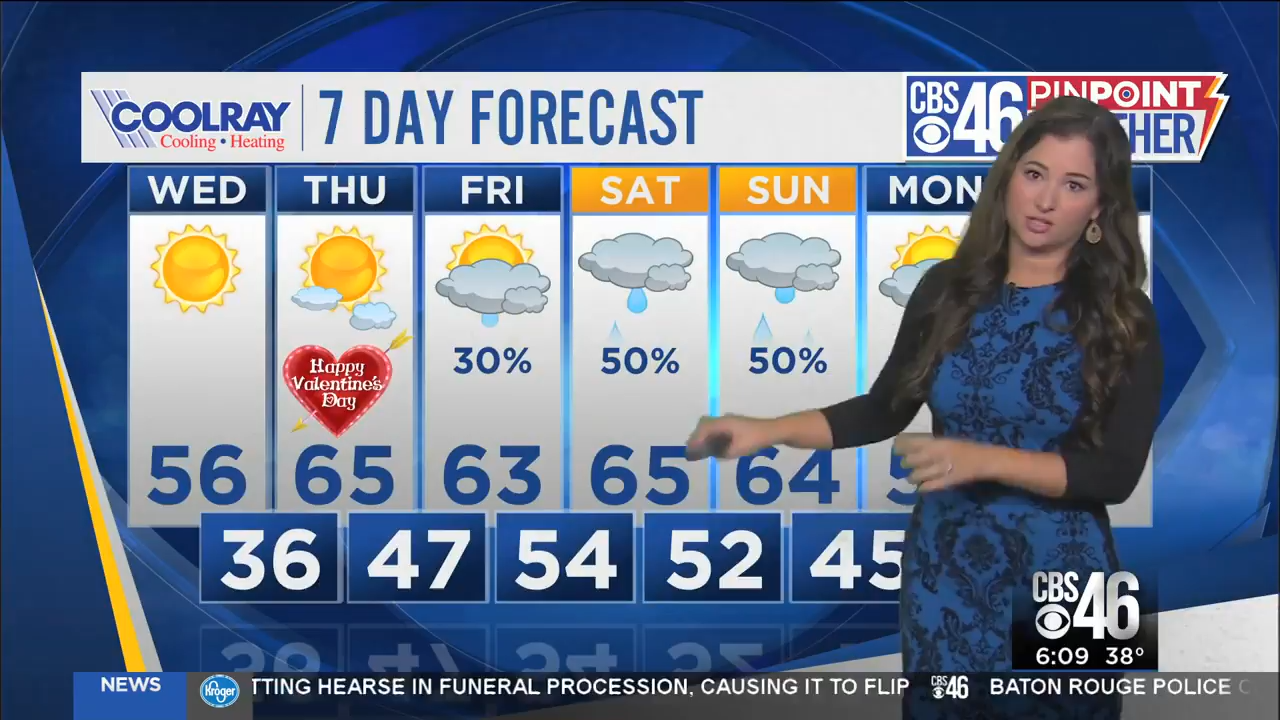 COOLRAY
Cooling • Heating
7 DAY FORECAST
CBS 46
PINPOINT
WED THU FRI SAT SUN MON
Happy
Valentine's
Day
30% 50% 50%
56 65 63 65 64
36 47 54 52 45
CBS 46
6:09 38°
NEWS Kroger TTING HEARSE IN FUNERAL PROCESSION, CAUSING IT TO FLIP CBS 46 BATON ROUGE POLICE